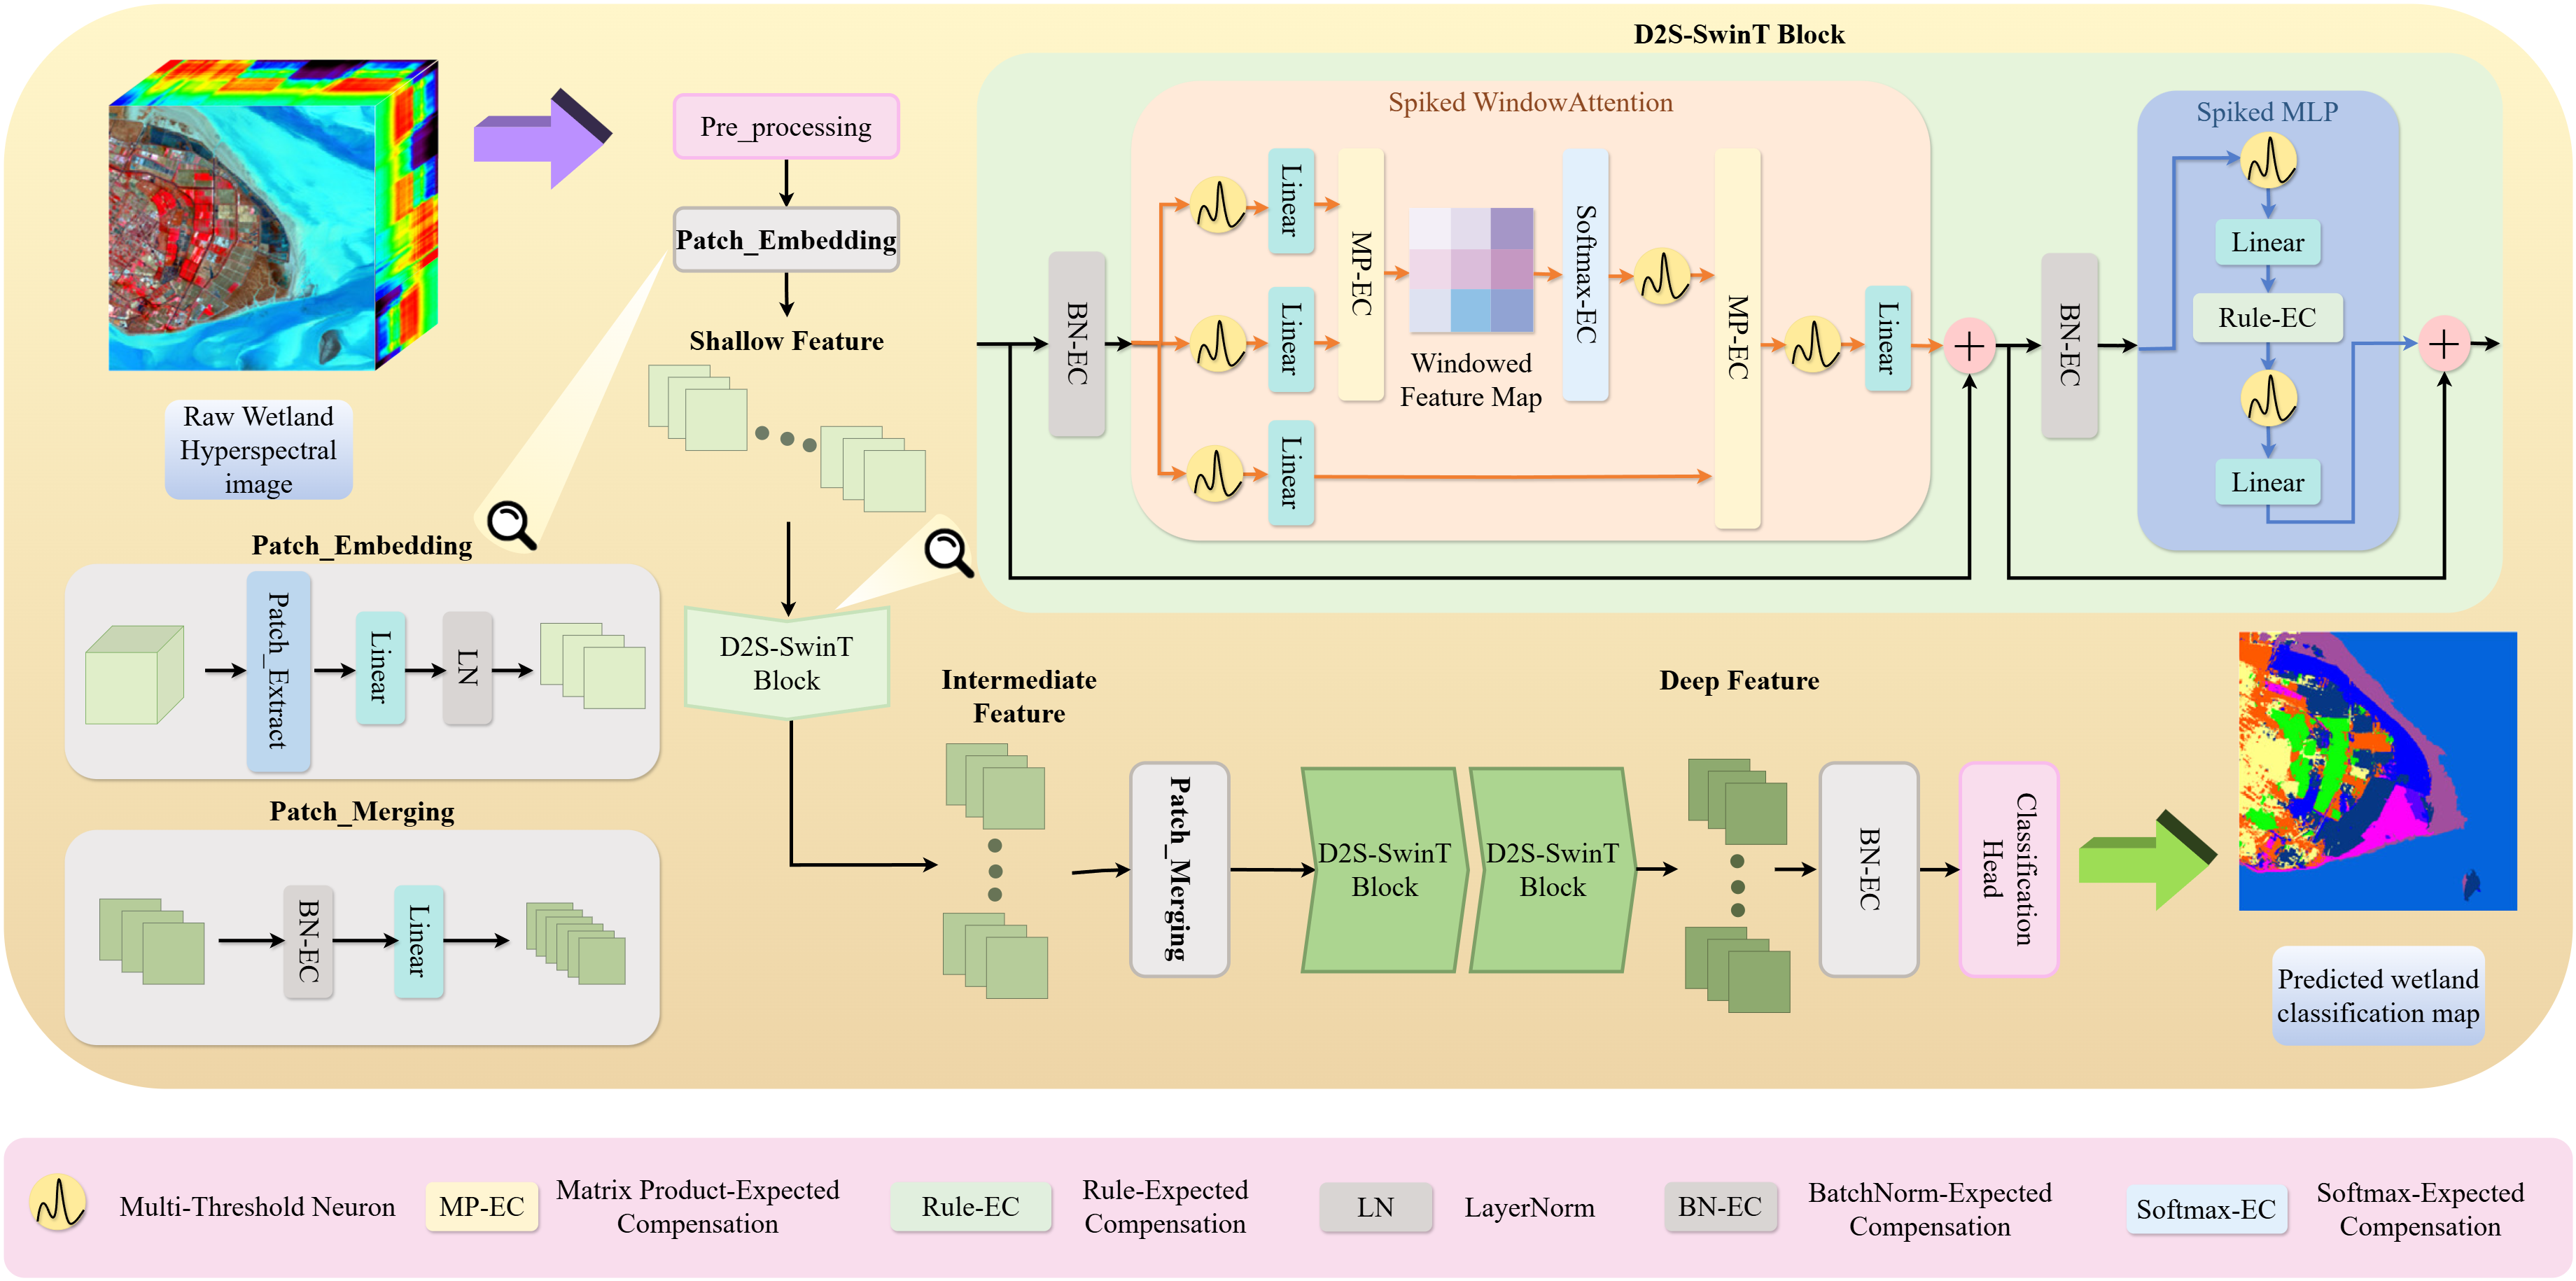 D2S-SwinT Block
Spiked WindowAttention
Spiked MLP
Pre_processing
Patch_Embedding
Shallow Feature
Raw Wetland
Hyperspectral
image
BN-EC
Linear
Linear
Linear
MP-EC
Windowed
Feature Map
Softmax-EC
MP-EC
Linear
BN-EC
Linear
Rule-EC
Linear
Patch_Embedding
Patch_Extract
Linear
LN
D2S-SwinT
Block
Patch_Merging
BN-EC
Linear
Intermediate
Feature
Patch_Merging
D2S-SwinT
Block
D2S-SwinT
Block
Deep Feature
BN-EC
Classification
Head
Predicted wetland
classification map
Multi-Threshold Neuron
MP-EC
Matrix Product-Expected
Compensation
Rule-EC
Rule-Expected
Compensation
LN
LayerNorm
BN-EC
BatchNorm-Expected
Compensation
Softmax-EC
Softmax-Expected
Compensation